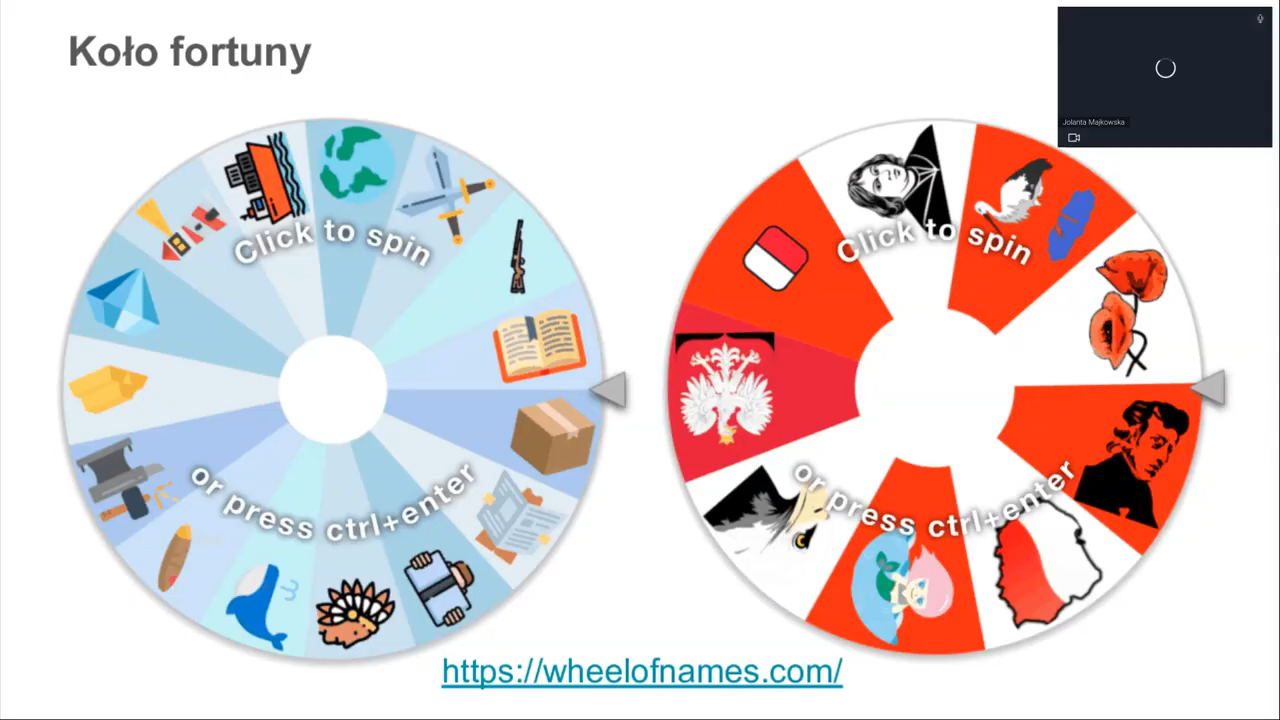 Koło fortuny
Jolanta Majkowska
Click to spin
or press ctrl+enter
Click to spin
or press ctrl+enter
https://wheelofnames.com/